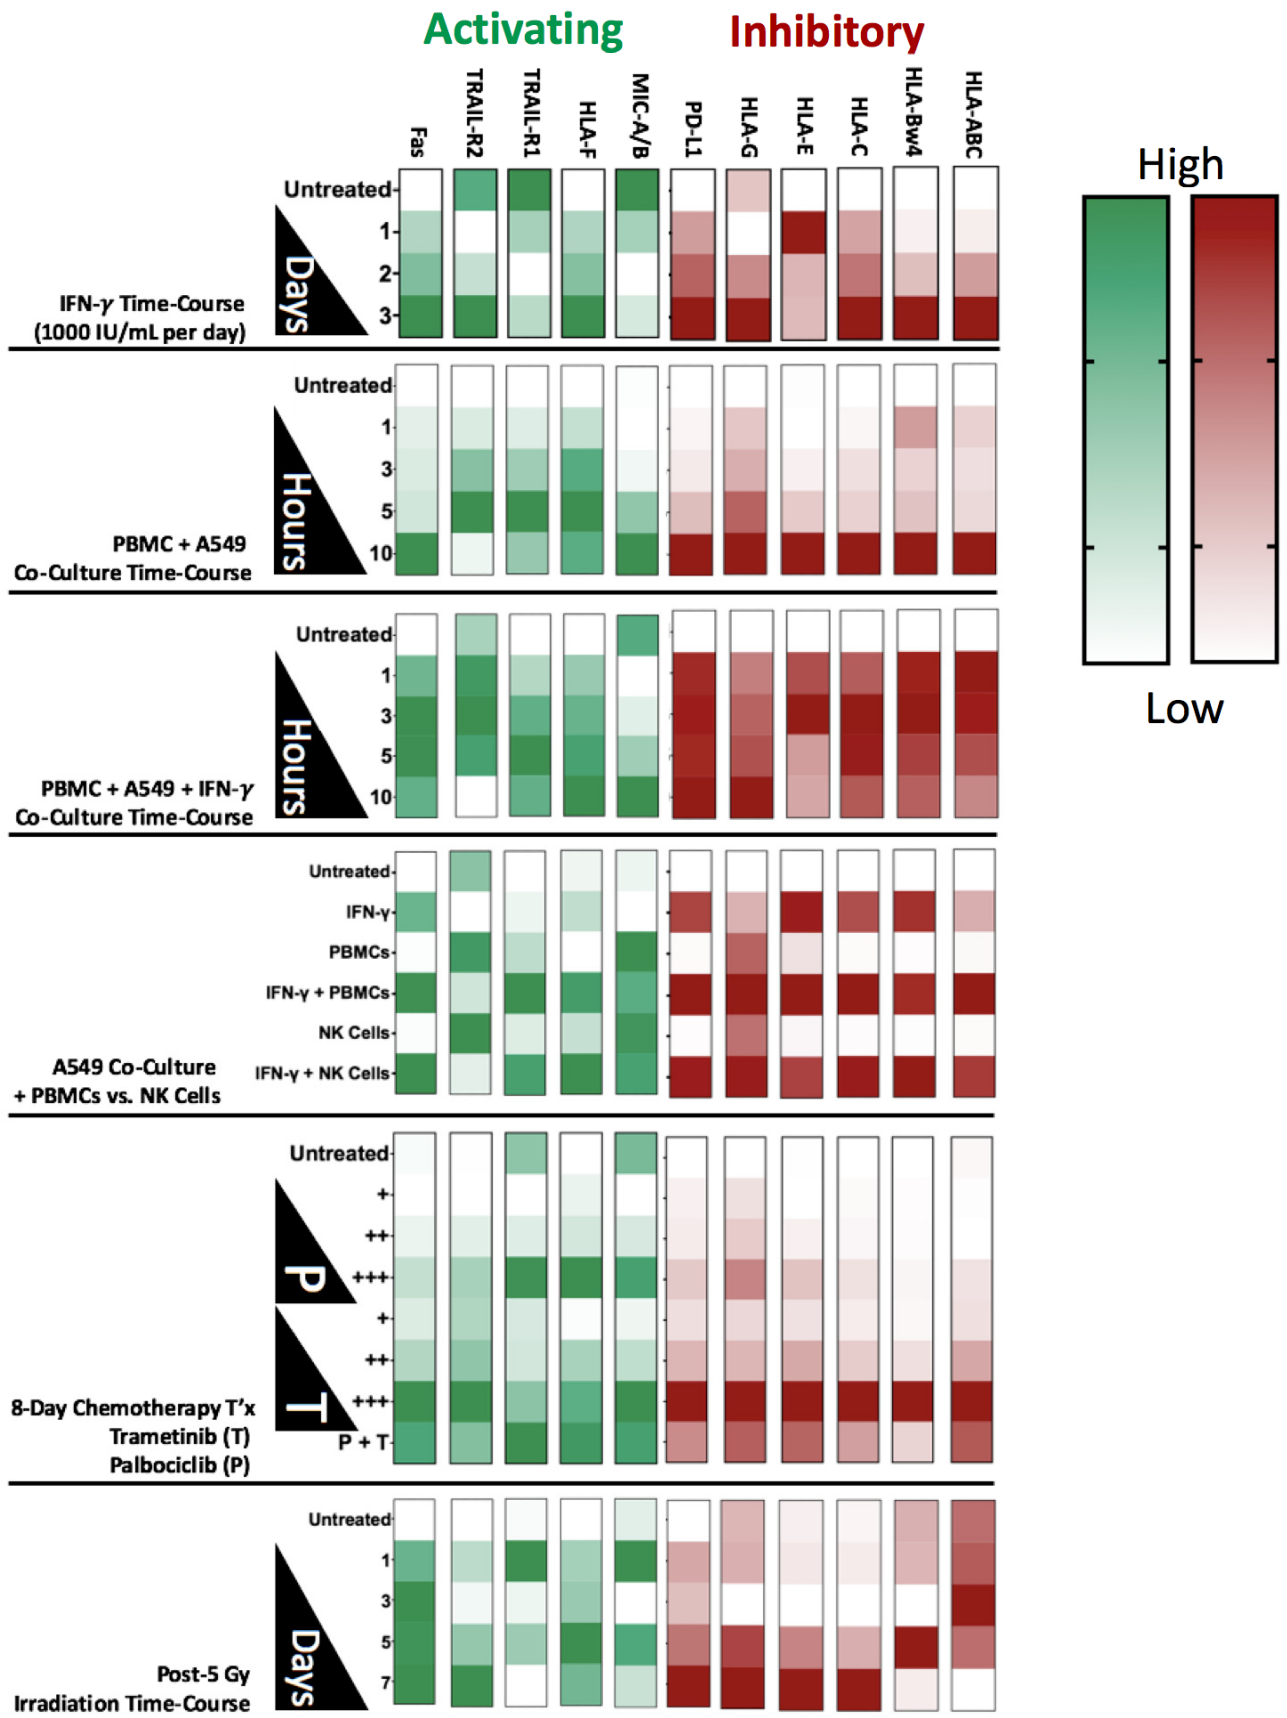 Activating Inhibitory
Fas TRAIL-R2 TRAIL-R1 HLA-F MIC-A/B PD-L1 HLA-G HLA-E HLA-C HLA-Bw4 HLA-ABC
High
Low
Untreated
1
2
3
Days
IFN-γ Time-Course
(1000 IU/mL per day)
Untreated
1
3
5
10
Hours
PBMC + A549
Co-Culture Time-Course
Untreated
1
3
5
10
Hours
PBMC + A549 + IFN-γ
Co-Culture Time-Course
Untreated
IFN-γ
PBMCs
IFN-γ + PBMCs
NK Cells
IFN-γ + NK Cells
A549 Co-Culture
+ PBMCs vs. NK Cells
Untreated
+
++
+++
P
+
++
+++
T
P + T
8-Day Chemotherapy T'x
Trametinib (T)
Palbociclib (P)
Untreated
1
3
5
7
Days
Post-5 Gy
Irradiation Time-Course